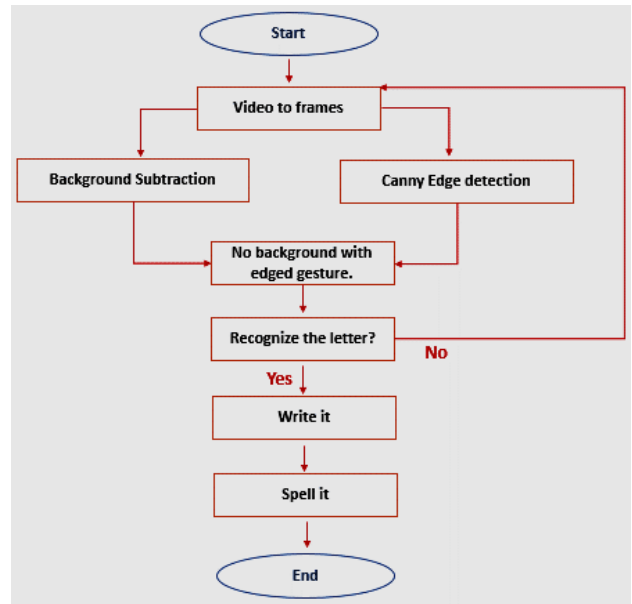 Start
Video to frames
Background Subtraction
Canny Edge detection
No background with
edged gesture.
Recognize the letter?
No
Yes
Write it
Spell it
End